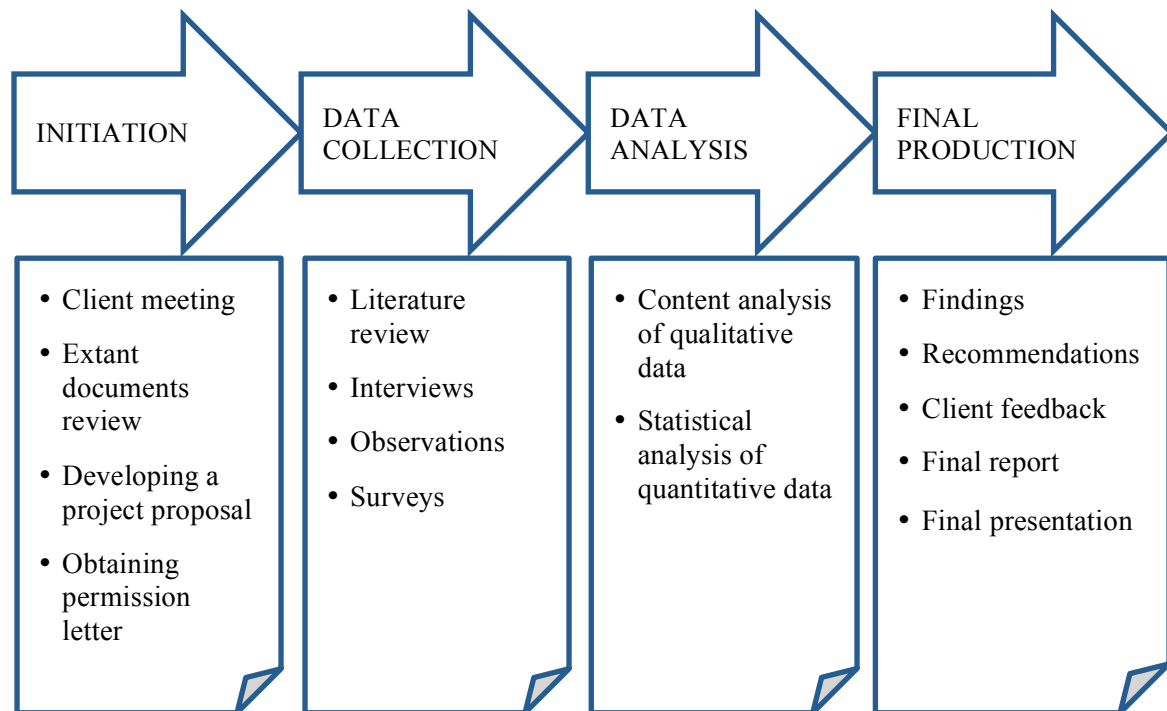 INITIATION
DATA
COLLECTION
DATA
ANALYSIS
FINAL
PRODUCTION
• Client meeting
• Extant
documents
review
• Developing a
project proposal
• Obtaining
permission
letter
• Literature
review
• Interviews
• Observations
• Surveys
• Content analysis
of qualitative
data
• Statistical
analysis of
quantitative data
• Findings
• Recommendations
• Client feedback
• Final report
• Final presentation